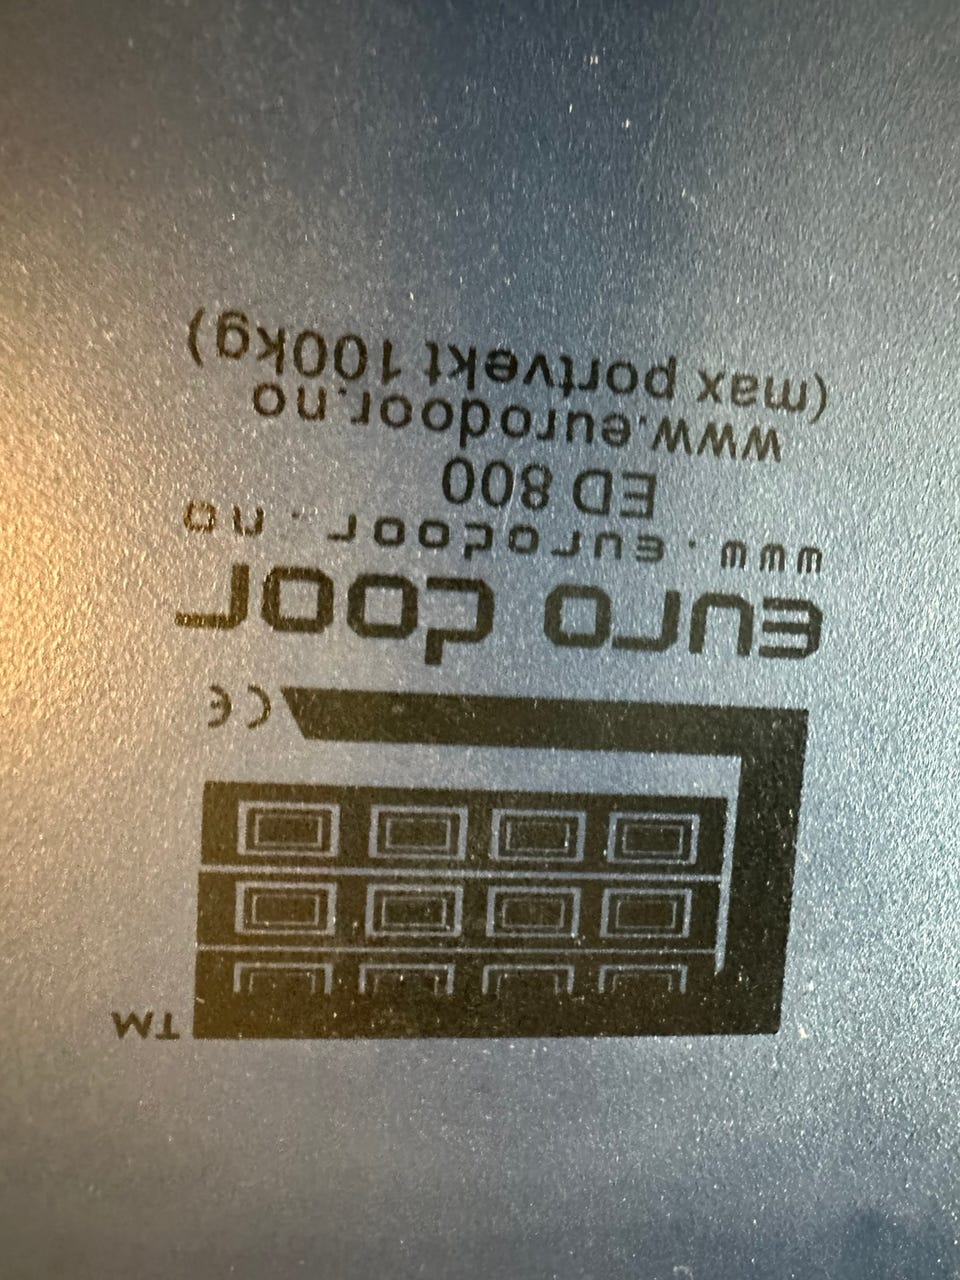 TM
CE
euro door
www.eurodoor.no
ED 800
www.eurodoor.no
(max portvekt 100kg)